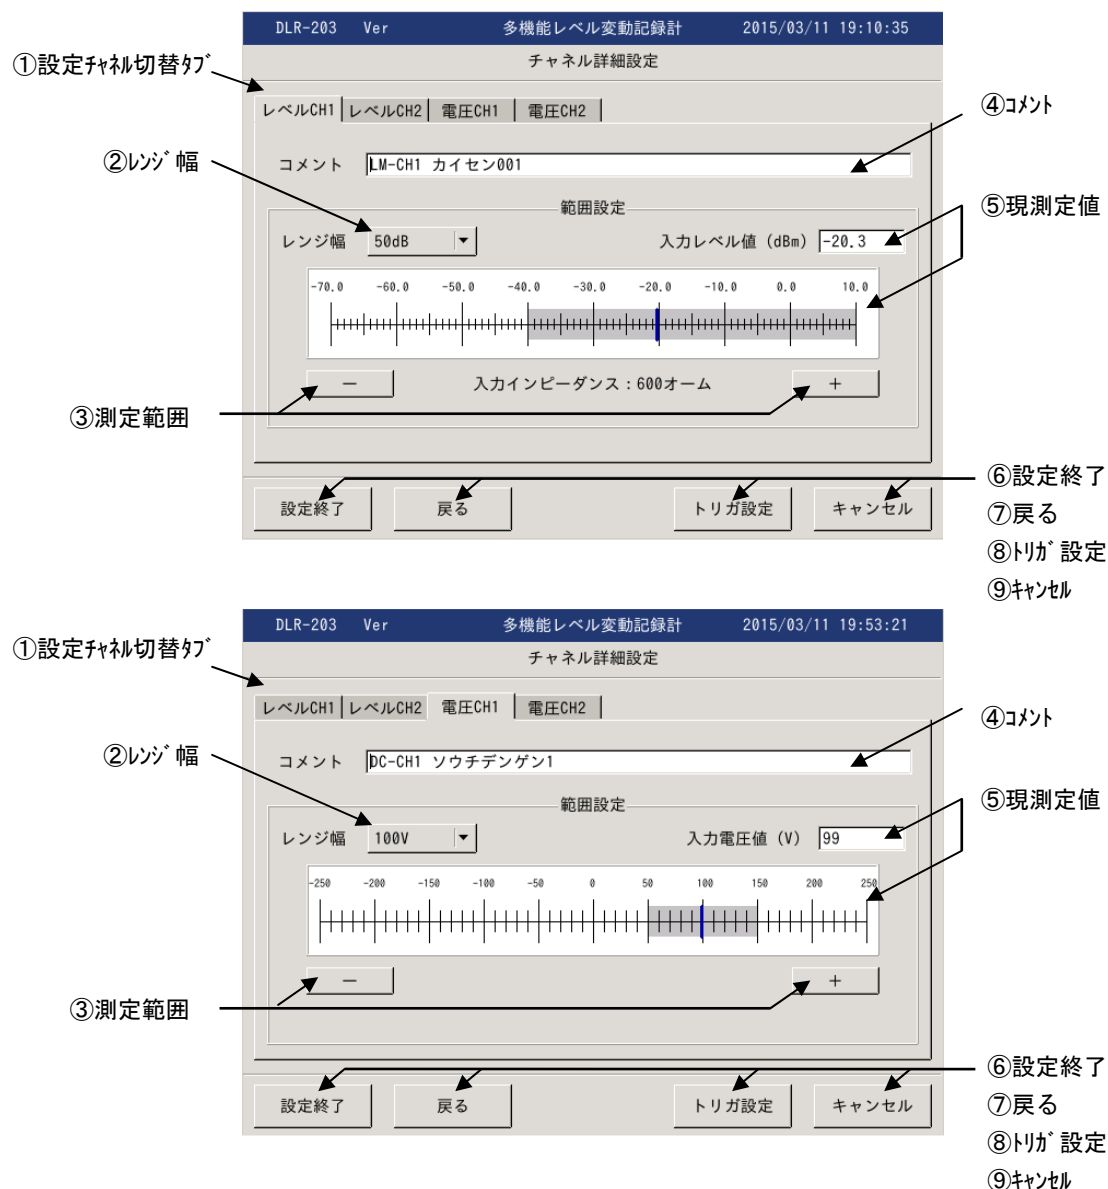 DLR-203 Ver 多機能レベル変動記録計 2015/03/11 19:10:35
チャネル詳細設定
①設定ﾁｬﾈﾙ切替ﾀﾌﾞ
レベルCH1 レベルCH2 電圧CH1 電圧CH2
④ｺﾒﾝﾄ
②ﾚﾝｼﾞ幅
コメント LM-CH1 カイセン001
範囲設定
⑤現測定値
レンジ幅 50dB 入力レベル値（dBm） -20.3
-70.0 -60.0 -50.0 -40.0 -30.0 -20.0 -10.0 0.0 10.0
－ 入力インピーダンス：600オーム ＋
③測定範囲
設定終了 戻る トリガ設定 キャンセル
⑥設定終了
⑦戻る
⑧ﾄﾘｶﾞ設定
⑨ｷｬﾝｾﾙ
DLR-203 Ver 多機能レベル変動記録計 2015/03/11 19:53:21
チャネル詳細設定
①設定ﾁｬﾈﾙ切替ﾀﾌﾞ
レベルCH1 レベルCH2 電圧CH1 電圧CH2
④ｺﾒﾝﾄ
②ﾚﾝｼﾞ幅
コメント DC-CH1 ソウチデンゲン1
範囲設定
⑤現測定値
レンジ幅 100V 入力電圧値（V） 99
-250 -200 -150 -100 -50 0 50 100 150 200 250
－ ＋
③測定範囲
設定終了 戻る トリガ設定 キャンセル
⑥設定終了
⑦戻る
⑧ﾄﾘｶﾞ設定
⑨ｷｬﾝｾﾙ